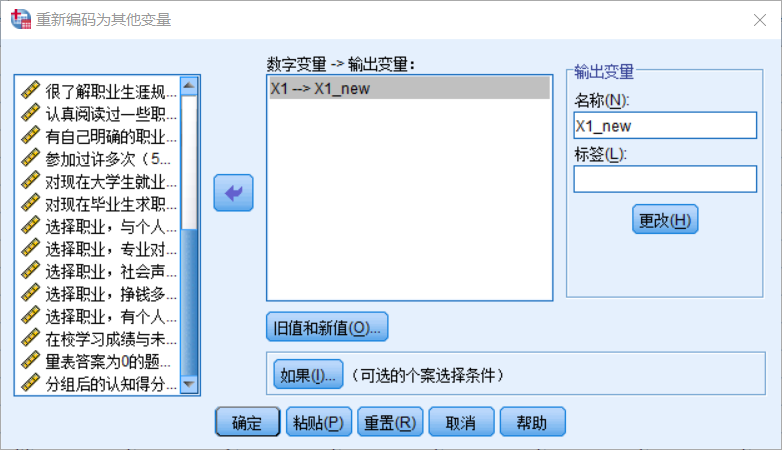 重新编码为其他变量
很了解职业生涯规...
认真阅读过一些职...
有自己明确的职业...
参加过许多次（5...
对现在大学生就业...
对现在毕业生求职...
选择职业，与个人...
选择职业，专业对...
选择职业，社会声...
选择职业，挣钱多...
选择职业，有个人...
在校学习成绩与未...
量表答案为0的题...
分组后的认知得分...
数字变量 -> 输出变量：
X1 --> X1_new
输出变量
名称(N):
X1_new
标签(L):
更改(H)
旧值和新值(O)...
如果(I)... （可选的个案选择条件）
确定 粘贴(P) 重置(R) 取消 帮助